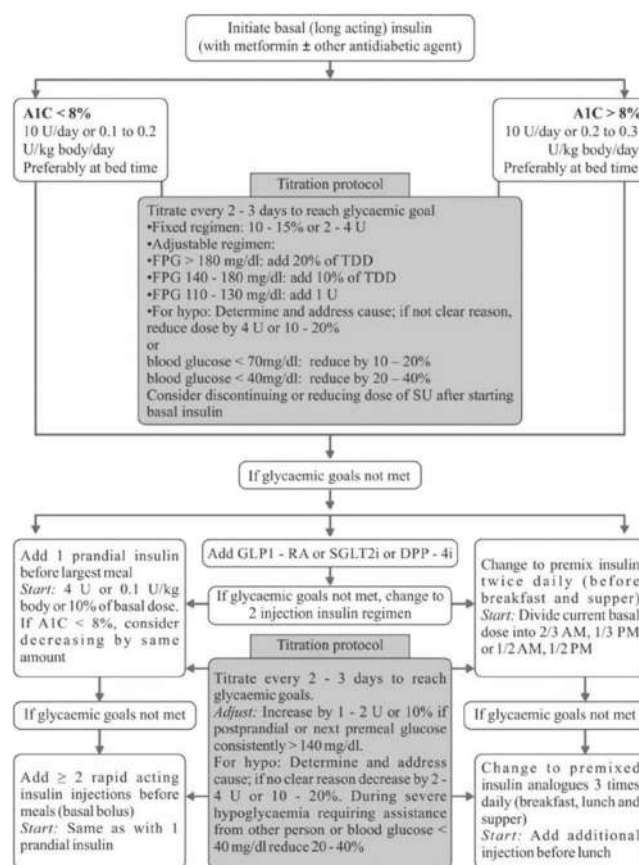 Initiate basal (long acting) insulin
(with metformin ± other antidiabetic agent)
A1C < 8%
10 U/day or 0.1 to 0.2
U/kg body/day
Preferably at bed time
A1C > 8%
10 U/day or 0.2 to 0.3
U/kg body/day
Preferably at bed time
Titration protocol
Titrate every 2 - 3 days to reach glycaemic goal
•Fixed regimen: 10 - 15% or 2 - 4 U
•Adjustable regimen:
•FPG > 180 mg/dl: add 20% of TDD
•FPG 140 - 180 mg/dl: add 10% of TDD
•FPG 110 - 130 mg/dl: add 1 U
•For hypo: Determine and address cause; if not clear reason,
reduce dose by 4 U or 10 - 20%
or
blood glucose < 70mg/dl: reduce by 10 – 20%
blood glucose < 40mg/dl: reduce by 20 – 40%
Consider discontinuing or reducing dose of SU after starting
basal insulin
If glycaemic goals not met
Add 1 prandial insulin
before largest meal
Start: 4 U or 0.1 U/kg
body or 10% of basal dose.
If A1C < 8%, consider
decreasing by same
amount
Add GLP1 - RA or SGLT2i or DPP - 4i
If glycaemic goals not met, change to
2 injection insulin regimen
Change to premix insulin
twice daily (before
breakfast and supper)
Start: Divide current basal
dose into 2/3 AM, 1/3 PM
or 1/2 AM, 1/2 PM
Titration protocol
Titrate every 2 - 3 days to reach
glycaemic goals.
Adjust: Increase by 1 - 2 U or 10% if
postprandial or next premeal glucose
consistently > 140 mg/dl.
For hypo: Determine and address
cause; if no clear reason decrease by 2 -
4 U or 10 - 20%. During severe
hypoglycaemia requiring assistance
from other person or blood glucose <
40 mg/dl reduce 20 - 40%
If glycaemic goals not met
If glycaemic goals not met
Add ≥ 2 rapid acting
insulin injections before
meals (basal bolus)
Start: Same as with 1
prandial insulin
Change to premixed
insulin analogues 3 times
daily (breakfast, lunch and
supper)
Start: Add additional
injection before lunch